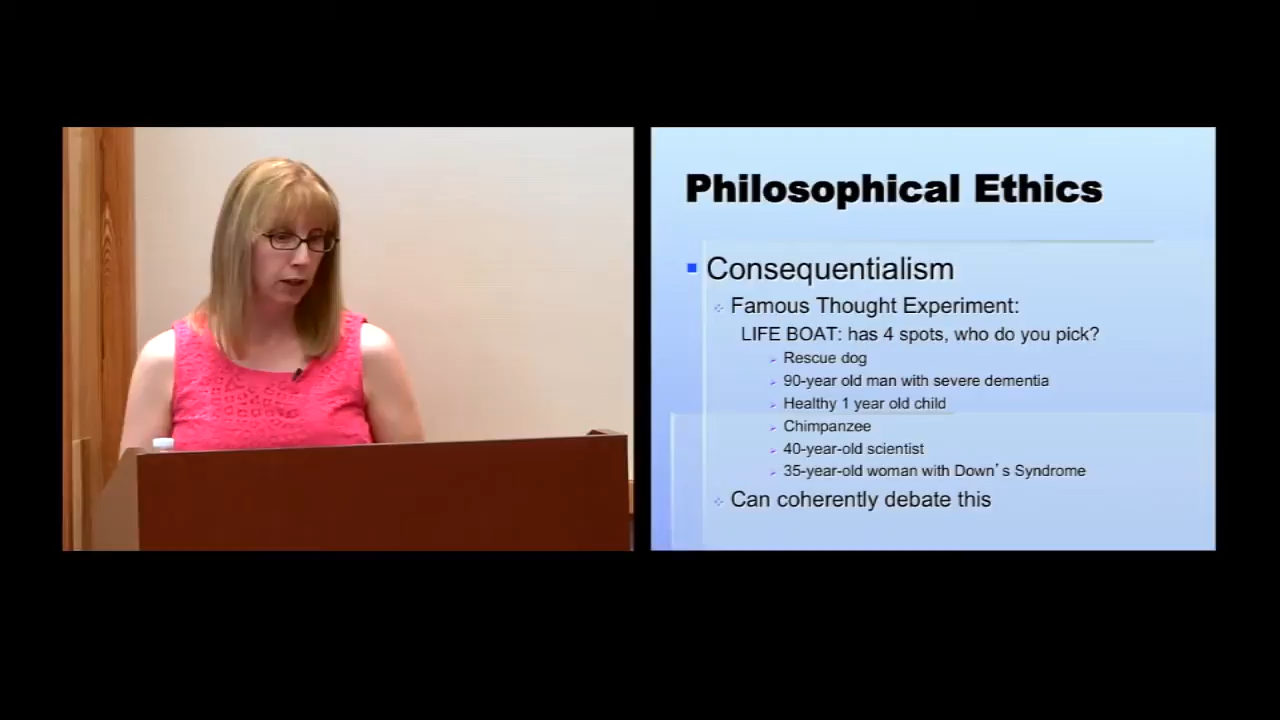 Philosophical Ethics
Consequentialism
Famous Thought Experiment:
LIFE BOAT: has 4 spots, who do you pick?
Rescue dog
90-year old man with severe dementia
Healthy 1 year old child
Chimpanzee
40-year-old scientist
35-year-old woman with Down's Syndrome
Can coherently debate this